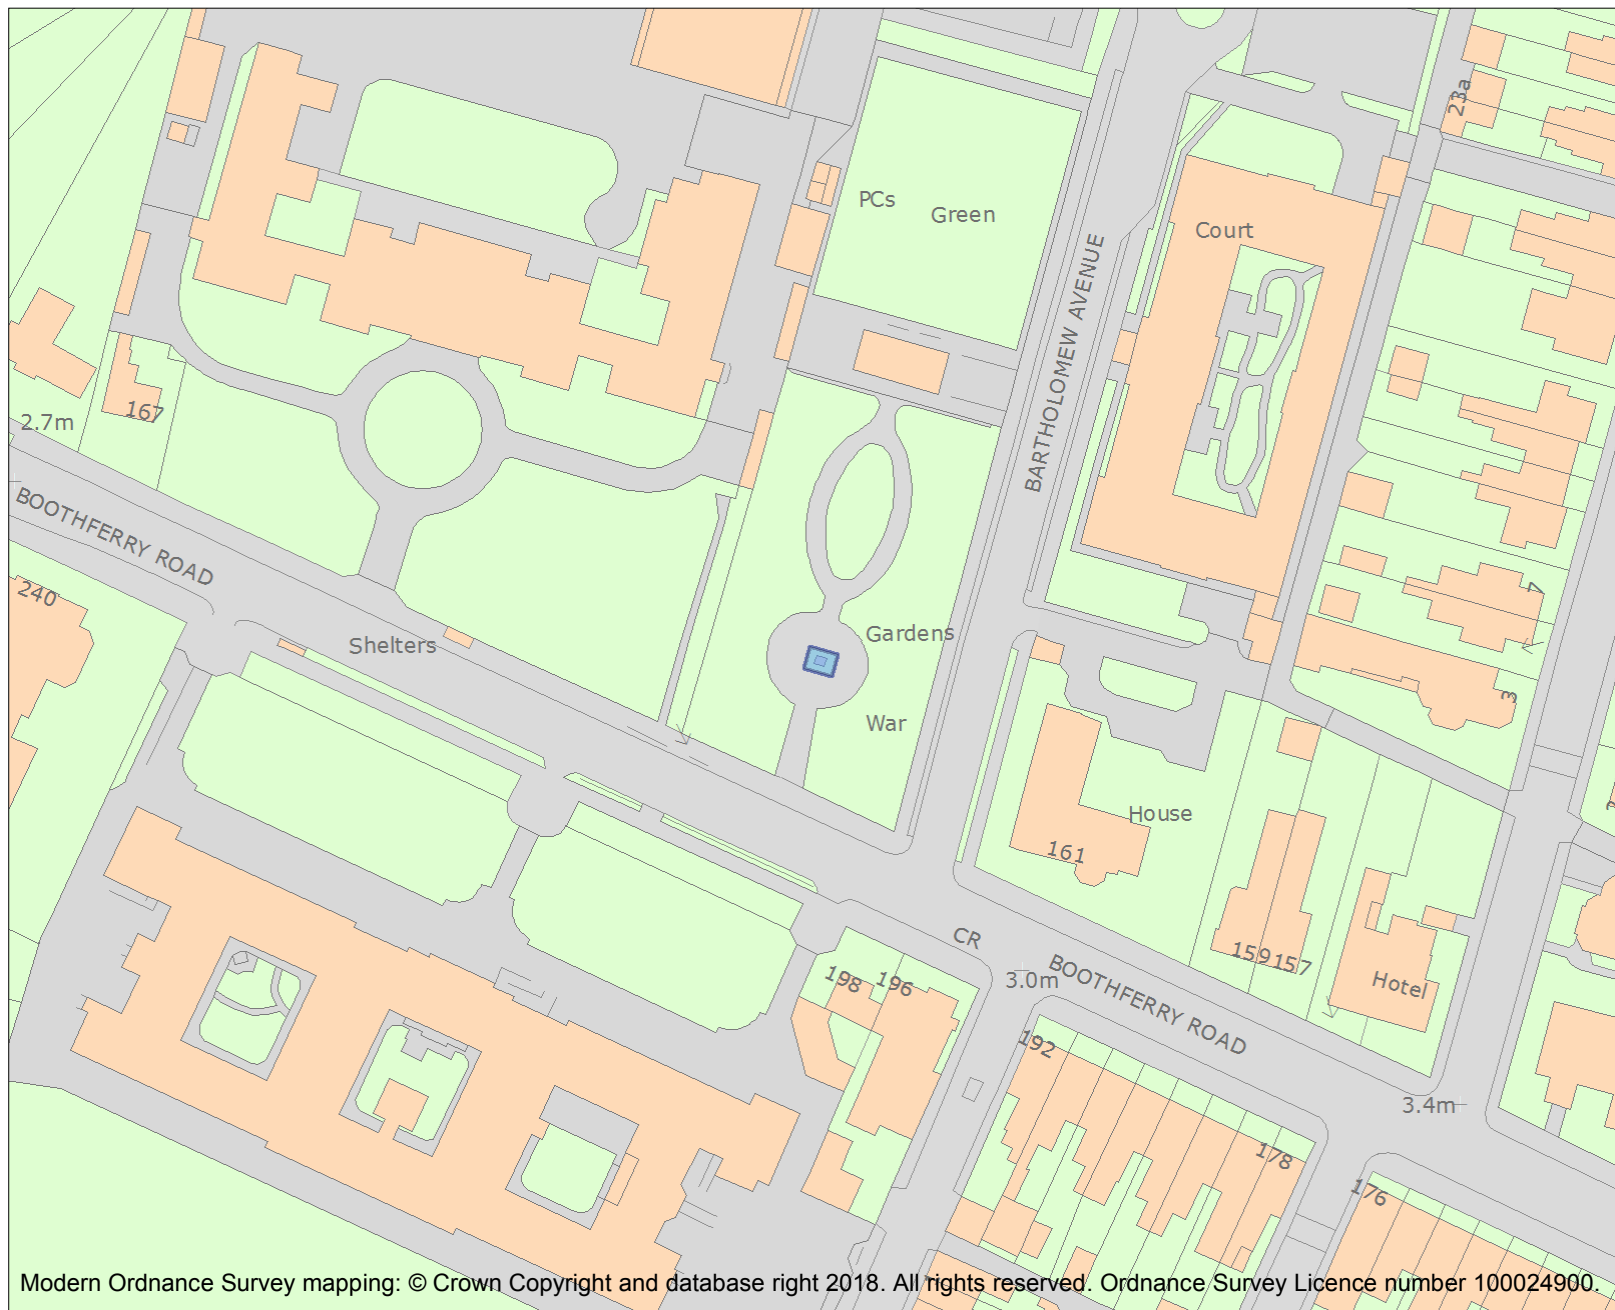 23a
PCs
Green
Court
BARTHOLOMEW AVENUE
167
2.7m
BOOTHFERRY ROAD
240
4
Shelters
Gardens
3
War
House
161
CR
159
157
BOOTHFERRY ROAD
3.0m
198
196
Hotel
192
3.4m
178
176
Modern Ordnance Survey mapping: © Crown Copyright and database right 2018. All rights reserved. Ordnance Survey Licence number 100024900.